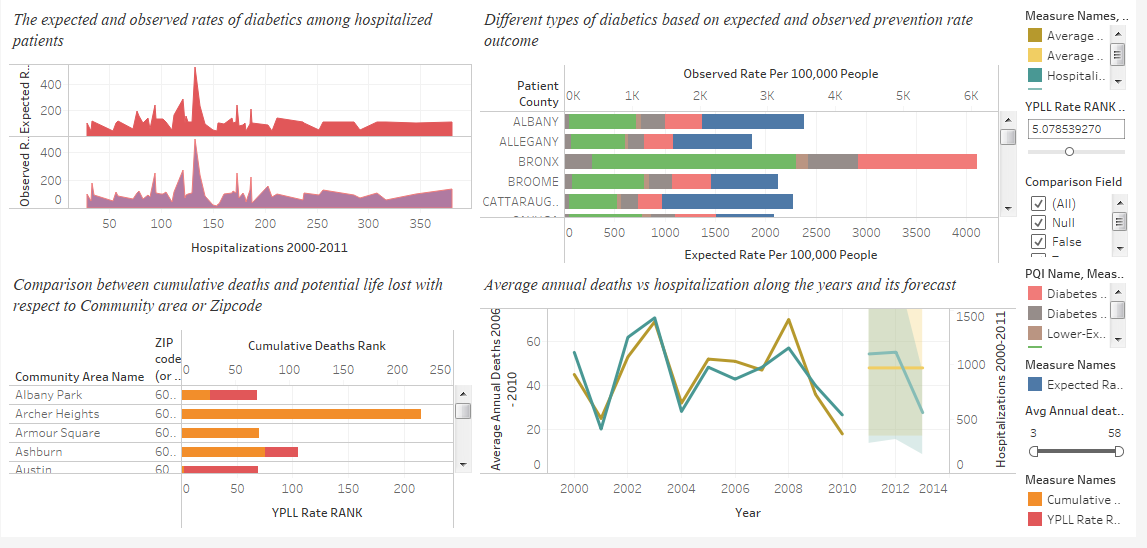 The expected and observed rates of diabetics among hospitalized
patients
Expected R..
400
200
Observed R..
400
200
0
50 100 150 200 250 300 350
Hospitalizations 2000-2011
Different types of diabetics based on expected and observed prevention rate
outcome
Observed Rate Per 100,000 People
Patient
County
0K 1K 2K 3K 4K 5K 6K
ALBANY
ALLEGANY
BRONX
BROOME
CATTARAUG..
0 500 1000 1500 2000 2500 3000 3500 4000
Expected Rate Per 100,000 People
Comparison between cumulative deaths and potential life lost with
respect to Community area or Zipcode
ZIP
code
(or ..
Community Area Name
Cumulative Deaths Rank
0 50 100 150 200 250
Albany Park 60..
Archer Heights 60..
Armour Square 60..
Ashburn 60..
Austin 60
0 50 100 150 200
YPLL Rate RANK
Average annual deaths vs hospitalization along the years and its forecast
Average Annual Deaths 2006
- 2010
60
40
20
0
1500
1000
500
0
Hospitalizations 2000-2011
2000 2002 2004 2006 2008 2010 2012 2014
Year
Measure Names, ..
Average ..
Average ..
Hospitali..
YPLL Rate RANK ..
5.078539270
Comparison Field
(All)
Null
False
PQI Name, Meas..
Diabetes ..
Diabetes ..
Lower-Ex..
Measure Names
Expected Ra..
Avg Annual deat..
3 58
Measure Names
Cumulative ..
YPLL Rate R..